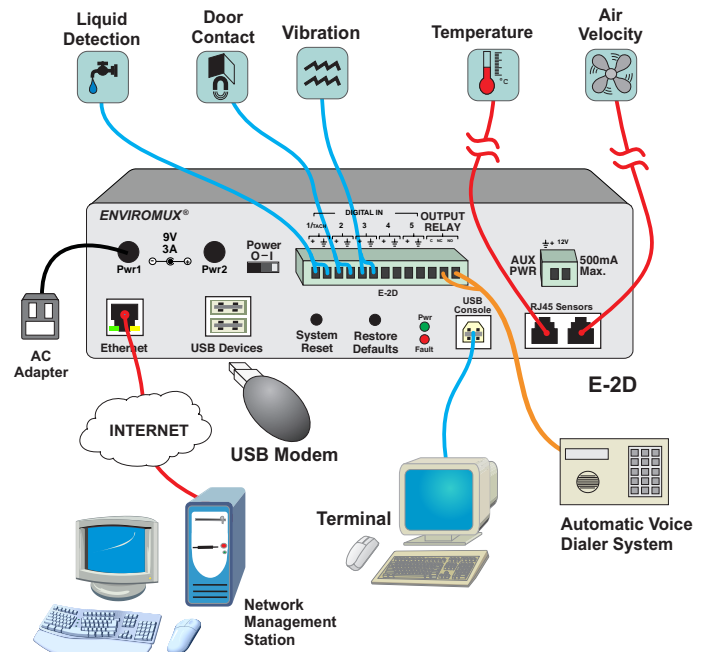 Liquid
Detection
Door
Contact
Vibration
Temperature
Air
Velocity
°C
ENVIROMUX®
DIGITAL IN
1/TACH 2 3 4 5
OUTPUT
RELAY
+ + + + + C NC NO
9V
3A
Pwr1
Pwr2
Power
O – I
E-2D
+ 12V
AUX
PWR
500mA
Max.
Ethernet
USB Devices
System
Reset
Restore
Defaults
Pwr
Fault
USB
Console
RJ45 Sensors
AC
Adapter
E-2D
INTERNET
USB Modem
Terminal
Automatic Voice
Dialer System
Network
Management
Station